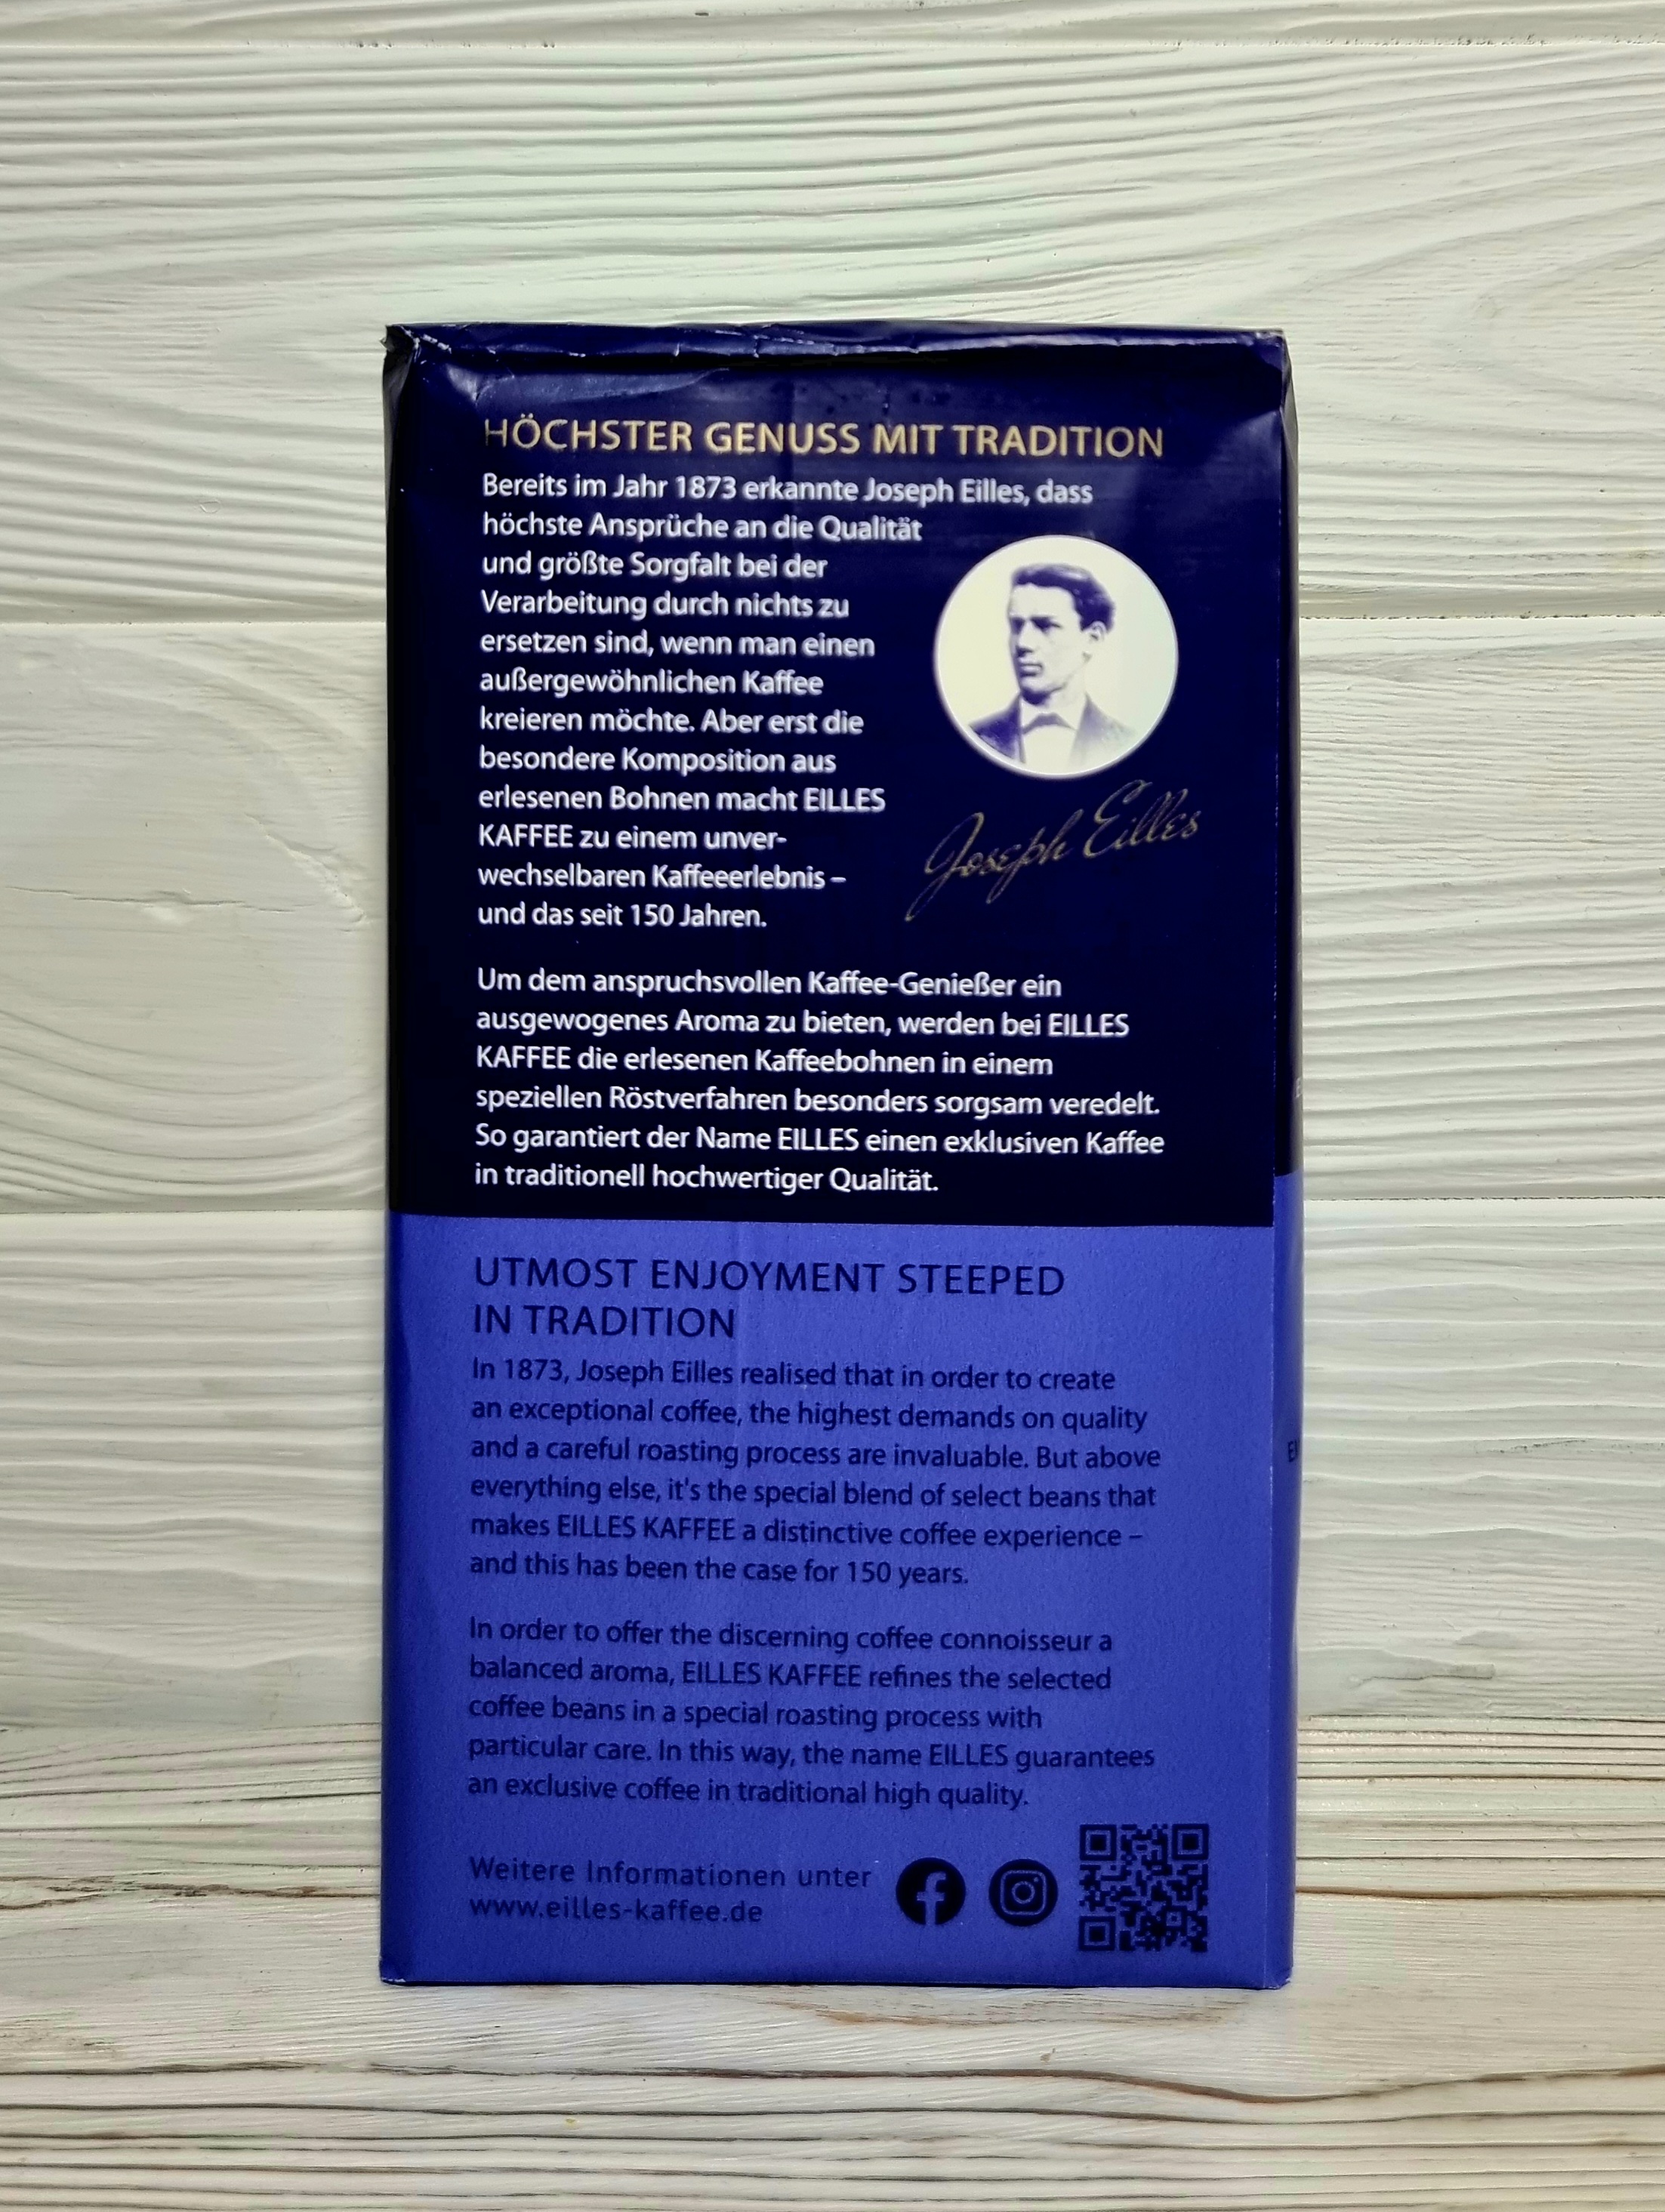 HÖCHSTER GENUSS MIT TRADITION
Bereits im Jahr 1873 erkannte Joseph Eilles, dass
höchste Ansprüche an die Qualität
und größte Sorgfalt bei der
Verarbeitung durch nichts zu
ersetzen sind, wenn man einen
außergewöhnlichen Kaffee
kreieren möchte. Aber erst die
besondere Komposition aus
erlesenen Bohnen macht EILLES
KAFFEE zu einem unver-
wechselbaren Kaffeeerlebnis –
und das seit 150 Jahren.
Joseph Eilles
Um dem anspruchsvollen Kaffee-Genießer ein
ausgewogenes Aroma zu bieten, werden bei EILLES
KAFFEE die erlesenen Kaffeebohnen in einem
speziellen Röstverfahren besonders sorgsam veredelt.
So garantiert der Name EILLES einen exklusiven Kaffee
in traditionell hochwertiger Qualität.
UTMOST ENJOYMENT STEEPED
IN TRADITION
In 1873, Joseph Eilles realised that in order to create
an exceptional coffee, the highest demands on quality
and a careful roasting process are invaluable. But above
everything else, it's the special blend of select beans that
makes EILLES KAFFEE a distinctive coffee experience –
and this has been the case for 150 years.
In order to offer the discerning coffee connoisseur a
balanced aroma, EILLES KAFFEE refines the selected
coffee beans in a special roasting process with
particular care. In this way, the name EILLES guarantees
an exclusive coffee in traditional high quality.
Weitere Informationen unter
www.eilles-kaffee.de